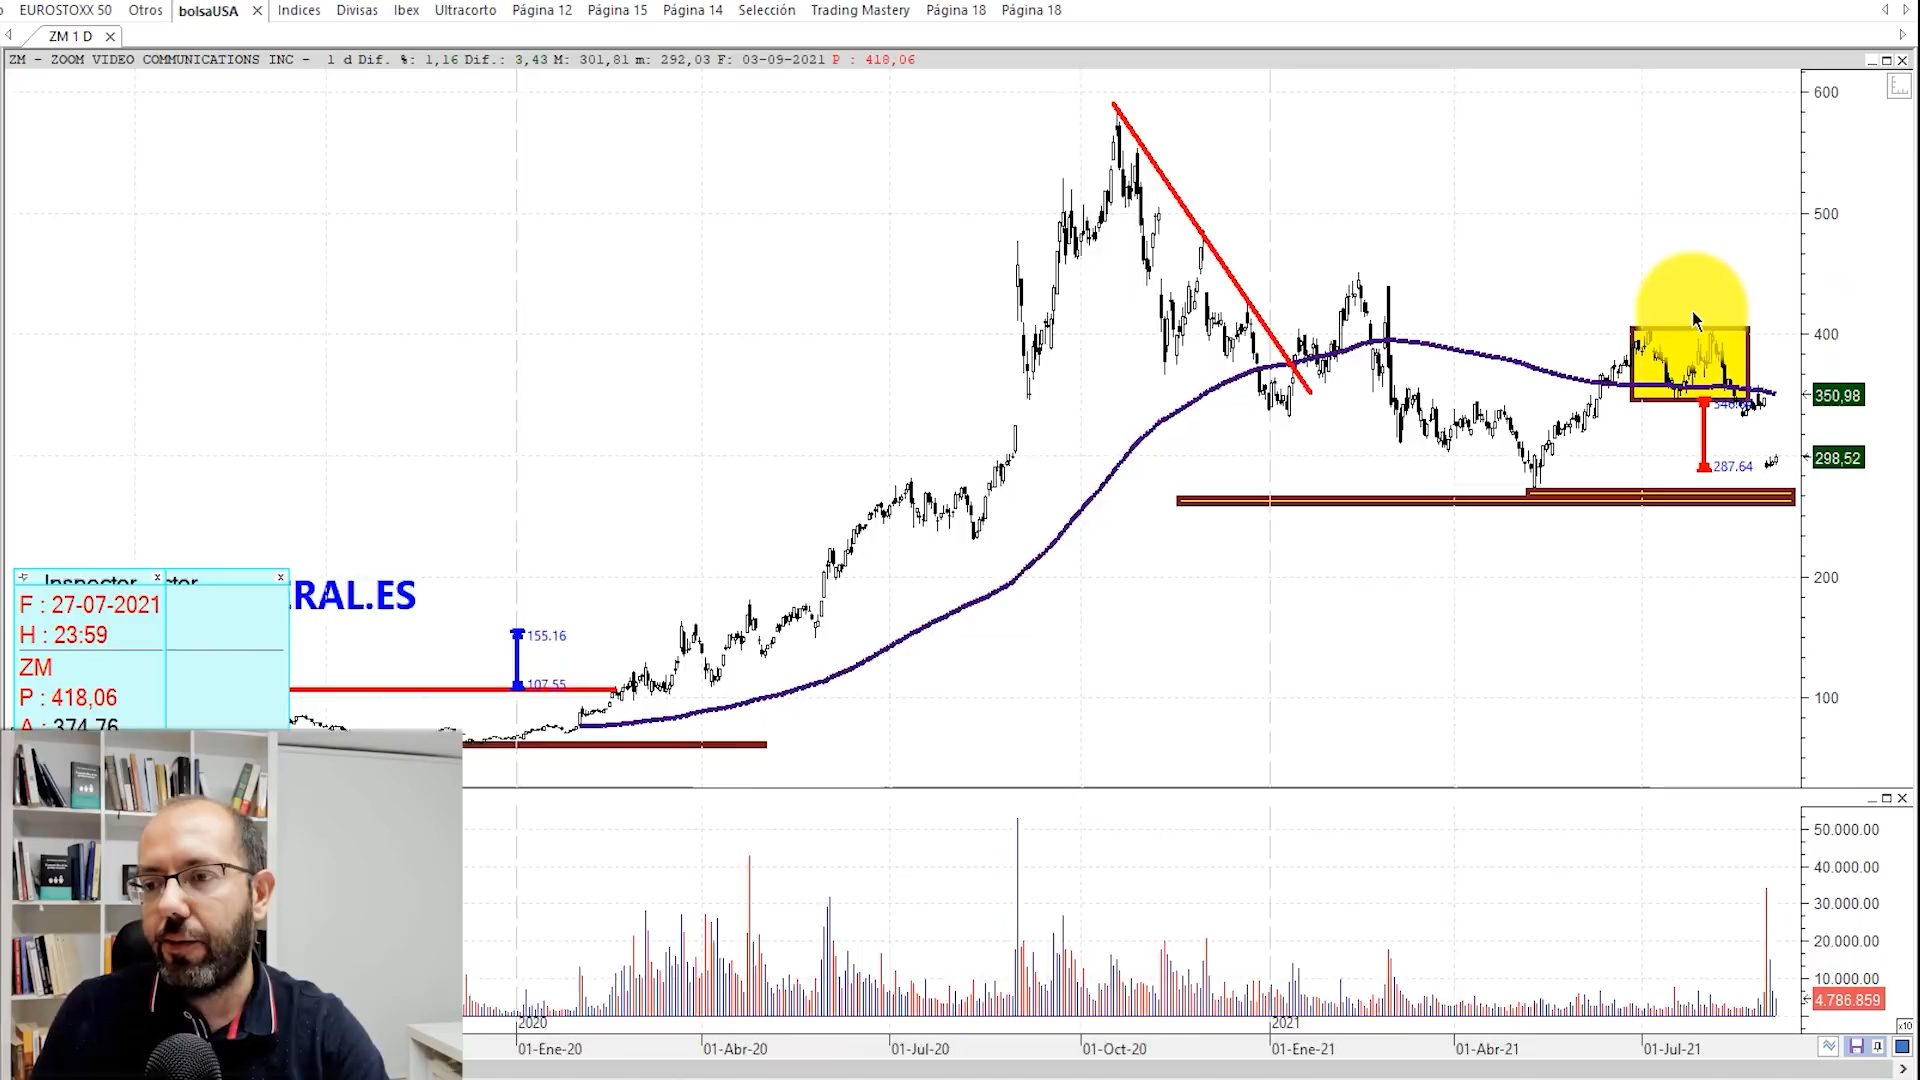 EUROSTOXX 50 Otros bolsaUSA X Indices Divisas Ibex Ultracorto Página 12 Página 15 Página 14 Selección Trading Mastery Página 18 Página 18
ZM 1 D X
ZM - ZOOM VIDEO COMMUNICATIONS INC - 1 d Dif. %: 1,16 Dif.: 3,43 M: 301,81 m: 292,03 F: 03-09-2021 P : 418,06
600
500
400
350,98
287.64
298,52
200
Inspector
F : 27-07-2021
H : 23:59
ZM
P : 418,06
A : 374,76
RAL.ES
155.16
107.55
100
50.000.00
40.000.00
30.000.00
20.000.00
10.000.00
4.786.859
x10
2020
2021
01-Ene-20
01-Abr-20
01-Jul-20
01-Oct-20
01-Ene-21
01-Abr-21
01-Jul-21